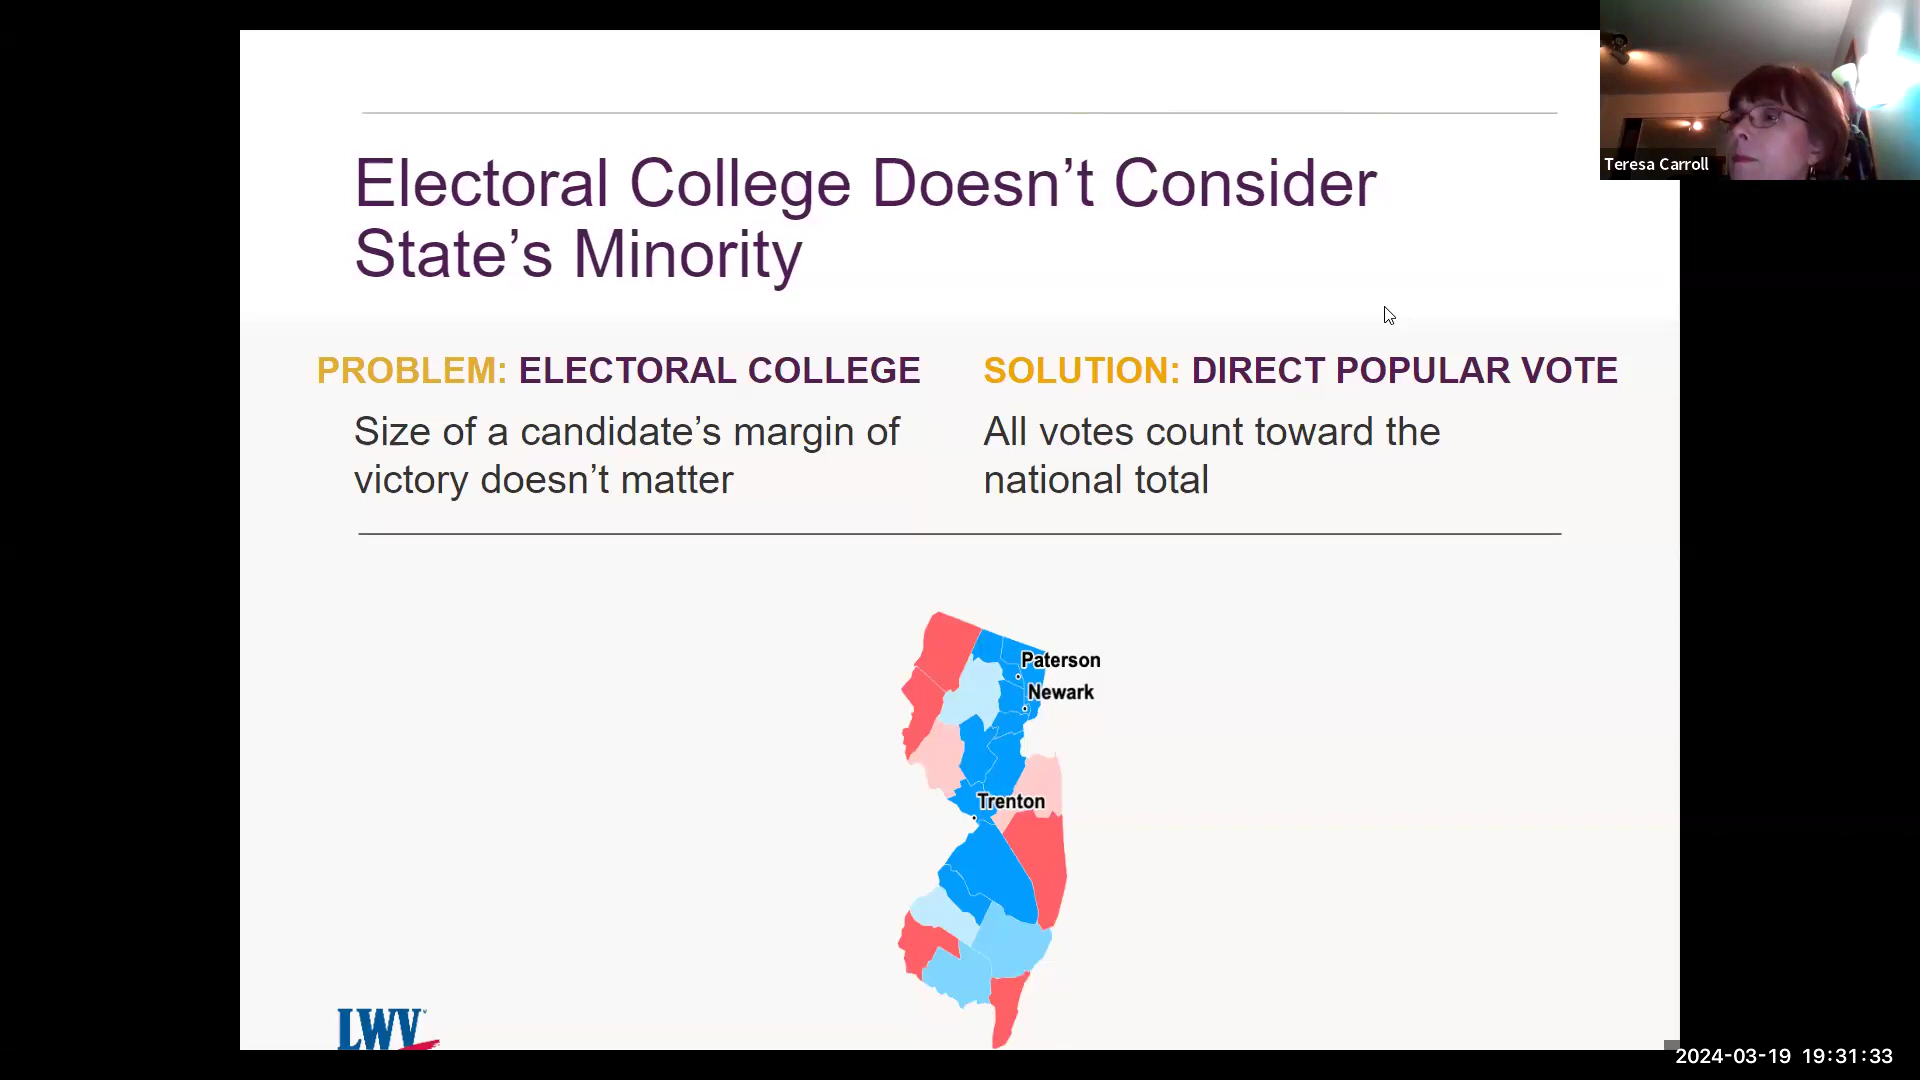 Teresa Carroll
Electoral College Doesn’t Consider
State’s Minority
PROBLEM: ELECTORAL COLLEGE
Size of a candidate’s margin of
victory doesn’t matter
SOLUTION: DIRECT POPULAR VOTE
All votes count toward the
national total
Paterson
Newark
Trenton
LWV
2024-03-19 19:31:33